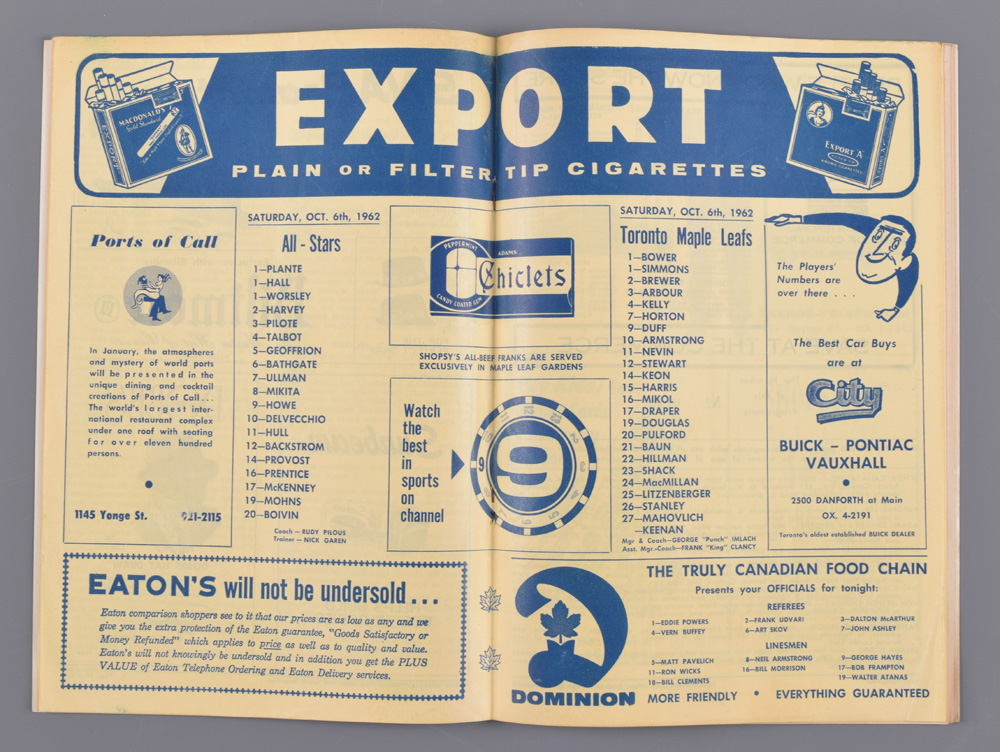 EXPORT
PLAIN OR FILTER TIP CIGARETTES
MACDONALD'S
Gold Standard
EXPORT
EXPORT "A"
Ports of Call
In January, the atmospheres
and mystery of world ports
will be presented in the
unique dining and cocktail
creations of Ports of Call...
The world's largest inter-
national restaurant complex
under one roof with seating
for over eleven hundred
persons.
1145 Yonge St. 921-2115
SATURDAY, OCT. 6th, 1962
All - Stars
1—PLANTE
1—HALL
1—WORSLEY
2—HARVEY
3—PILOTE
4—TALBOT
5—GEOFFRION
6—BATHGATE
7—ULLMAN
8—MIKITA
9—HOWE
10—DELVECCHIO
11—HULL
12—BACKSTROM
14—PROVOST
16—PRENTICE
17—McKENNEY
19—MOHNS
20—BOIVIN
Coach — RUDY PILOUS
Trainer — NICK GAREN
PEPPERMINT
ADAMS
Chiclets
CANDY COATED GUM
SHOPSY'S ALL-BEEF FRANKS ARE SERVED
EXCLUSIVELY IN MAPLE LEAF GARDENS
Watch
the
best
in
sports
on
channel
9
12
1
2
3
4
5
6
7
9
11
SATURDAY, OCT. 6th, 1962
Toronto Maple Leafs
1—BOWER
1—SIMMONS
2—BREWER
3—ARBOUR
4—KELLY
7—HORTON
9—DUFF
10—ARMSTRONG
11—NEVIN
12—STEWART
14—KEON
15—HARRIS
16—MIKOL
17—DRAPER
19—DOUGLAS
20—PULFORD
21—BAUN
22—HILLMAN
23—SHACK
24—MacMILLAN
25—LITZENBERGER
26—STANLEY
27—MAHOVLICH
—KEENAN
Mgr & Coach—GEORGE "Punch" IMLACH
Asst. Mgr.-Coach—FRANK "King" CLANCY
The Players'
Numbers are
over there . . .
The Best Car Buys
are at
City
BUICK – PONTIAC
VAUXHALL
2500 DANFORTH at Main
OX. 4-2191
Toronto's oldest established BUICK DEALER
EATON'S will not be undersold...
Eaton comparison shoppers see to it that our prices are as low as any and we
give you the extra protection of the Eaton guarantee, "Goods Satisfactory or
Money Refunded" which applies to price as well as to quality and value.
Eaton's will not knowingly be undersold and in addition you get the PLUS
VALUE of Eaton Telephone Ordering and Eaton Delivery services.
DOMINION
THE TRULY CANADIAN FOOD CHAIN
Presents your OFFICIALS for tonight:
REFEREES
1—EDDIE POWERS 2—FRANK UDVARI 3—DALTON McARTHUR
4—VERN BUFFEY 6—ART SKOV 7—JOHN ASHLEY
LINESMEN
5—MATT PAVELICH 8—NEIL ARMSTRONG 9—GEORGE HAYES
11—RON WICKS 16—BILL MORRISON 17—BOB FRAMPTON
18—BILL CLEMENTS 19—WALTER ATANAS
MORE FRIENDLY • EVERYTHING GUARANTEED